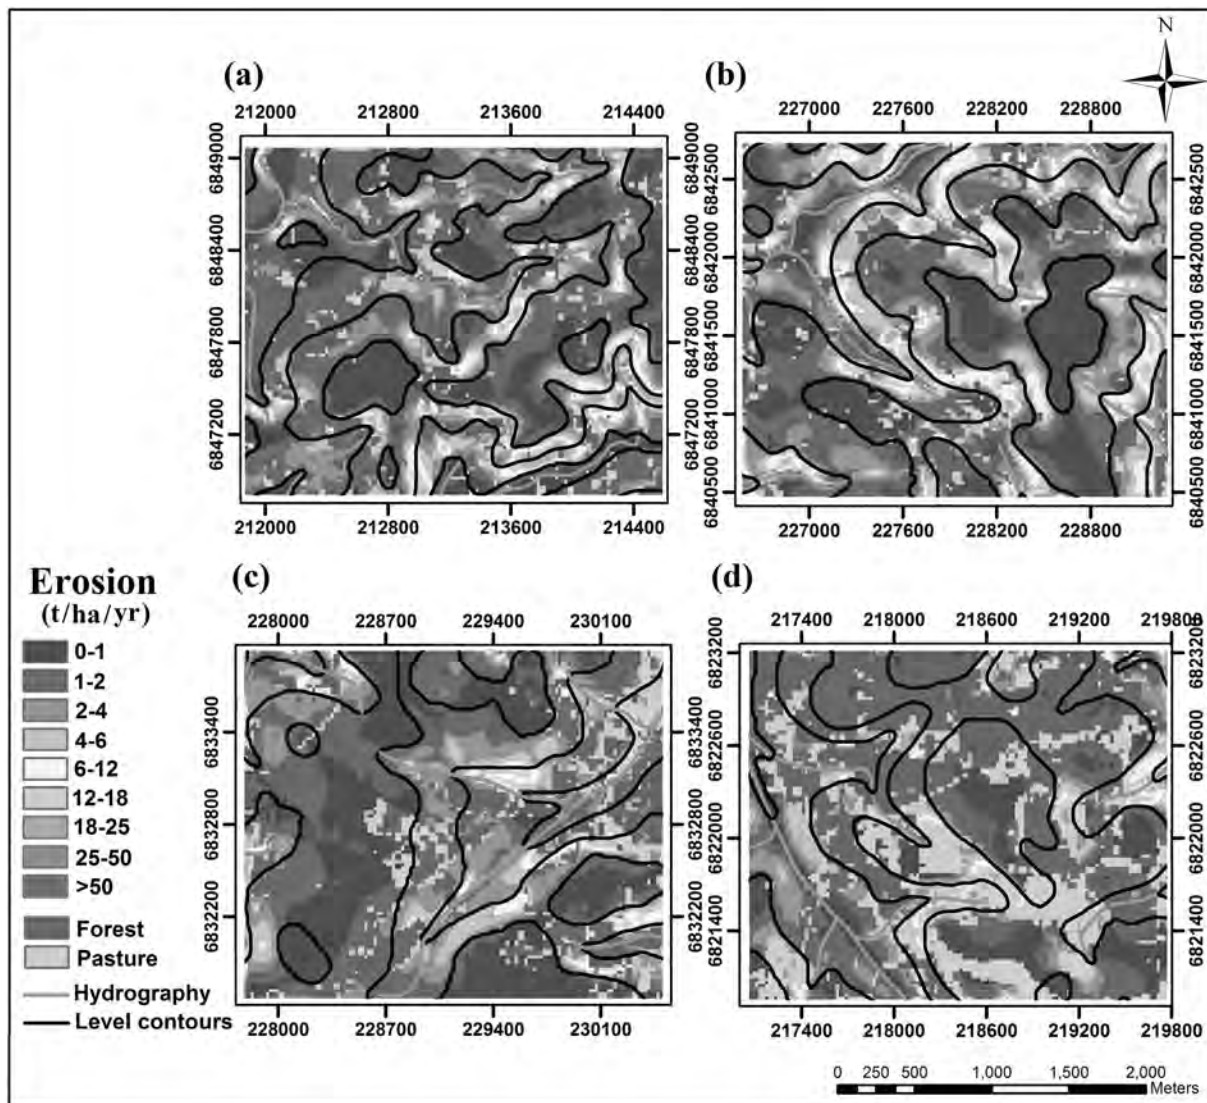 N
(a)
(b)
212000 212800 213600 214400
227000 227600 228200 228800
6849000
6848400
6847800
6847200
6849000
6848400
6847800
6847200
6842500
6842000
6841500
6841000
6840500
6842500
6842000
6841500
6841000
6840500
212000 212800 213600 214400
227000 227600 228200 228800
Erosion
(t/ha/yr)
0-1
1-2
2-4
4-6
6-12
12-18
18-25
25-50
>50
Forest
Pasture
Hydrography
Level contours
(c)
(d)
228000 228700 229400 230100
217400 218000 218600 219200 219800
6833400
6832800
6832200
6833400
6832800
6832200
6823200
6822600
6822000
6821400
6823200
6822600
6822000
6821400
228000 228700 229400 230100
217400 218000 218600 219200 219800
0 250 500 1,000 1,500 2,000
Meters